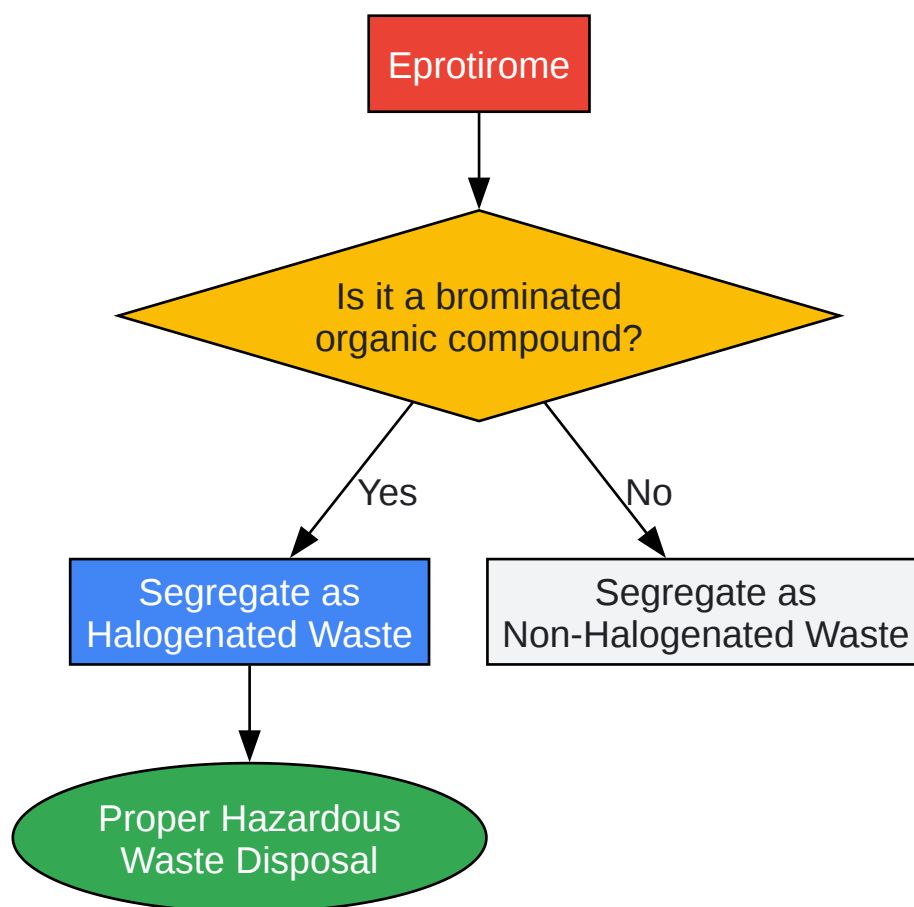 Eprotirome
Is it a brominated
organic compound?
Yes
No
Segregate as
Halogenated Waste
Segregate as
Non-Halogenated Waste
Proper Hazardous
Waste Disposal